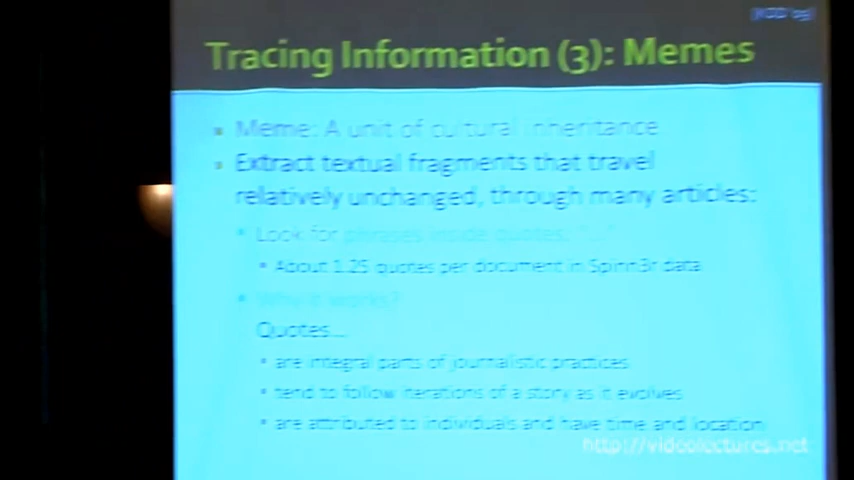 [KDD '09]
Tracing Information (3): Memes
Meme: A unit of cultural inheritance
Extract textual fragments that travel
relatively unchanged, through many articles:
Look for phrases inside quotes: "…"
About 1.25 quotes per document in Spinn3r data
Why it works?
Quotes…
are integral parts of journalistic practices
tend to follow iterations of a story as it evolves
are attributed to individuals and have time and location
http://videolectures.net